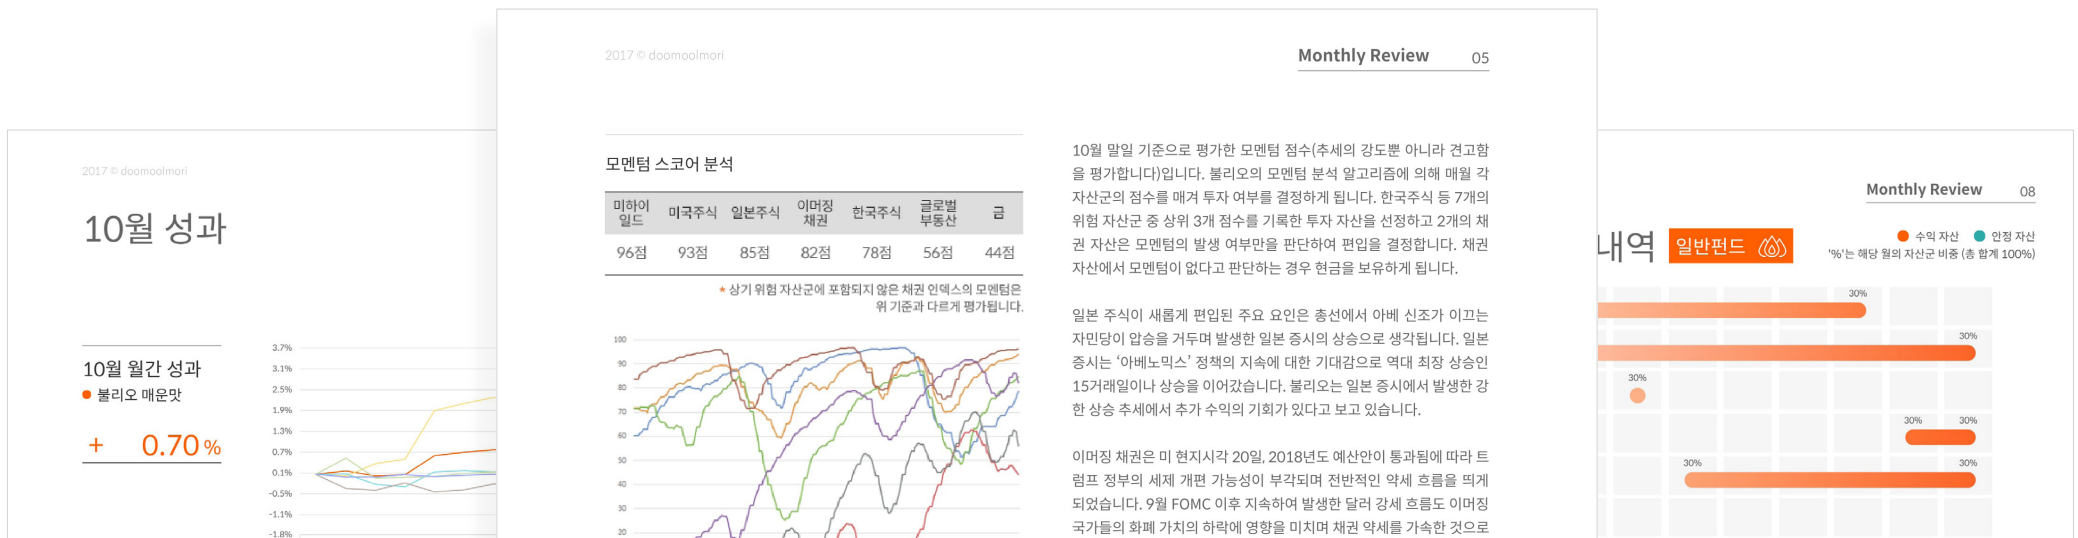 2017 © doomoolmori
10월 성과
10월 월간 성과
불리오 매운맛
+ 0.70 %
3.7%
3.1%
2.5%
1.9%
1.3%
0.7%
0.1%
-0.5%
-1.1%
-1.8%
2017 © doomoolmori
Monthly Review 05
모멘텀 스코어 분석
미하이일드 미국주식 일본주식 이머징채권 한국주식 글로벌부동산 금
96점 93점 85점 82점 78점 56점 44점
* 상기 위험 자산군에 포함되지 않은 채권 인덱스의 모멘텀은
위 기준과 다르게 평가됩니다.
100
90
80
70
60
50
40
30
20
10월 말일 기준으로 평가한 모멘텀 점수(추세의 강도뿐 아니라 견고함
을 평가합니다)입니다. 불리오의 모멘텀 분석 알고리즘에 의해 매월 각
자산군의 점수를 매겨 투자 여부를 결정하게 됩니다. 한국주식 등 7개의
위험 자산군 중 상위 3개 점수를 기록한 투자 자산을 선정하고 2개의 채
권 자산은 모멘텀의 발생 여부만을 판단하여 편입을 결정합니다. 채권
자산에서 모멘텀이 없다고 판단하는 경우 현금을 보유하게 됩니다.
일본 주식이 새롭게 편입된 주요 요인은 총선에서 아베 신조가 이끄는
자민당이 압승을 거두며 발생한 일본 증시의 상승으로 생각됩니다. 일본
증시는 ‘아베노믹스’ 정책의 지속에 대한 기대감으로 역대 최장 상승인
15거래일이나 상승을 이어갔습니다. 불리오는 일본 증시에서 발생한 강
한 상승 추세에서 추가 수익의 기회가 있다고 보고 있습니다.
이머징 채권은 미 현지시각 20일, 2018년도 예산안이 통과됨에 따라 트
럼프 정부의 세제 개편 가능성이 부각되며 전반적인 약세 흐름을 띄게
되었습니다. 9월 FOMC 이후 지속하여 발생한 달러 강세 흐름도 이머징
국가들의 화폐 가치의 하락에 영향을 미치며 채권 약세를 가속한 것으로
Monthly Review 08
내역 일반펀드
수익 자산 안정 자산
'%'는 해당 월의 자산군 비중 (총 합계 100%)
30%
30%
30%
30% 30%
30% 30%